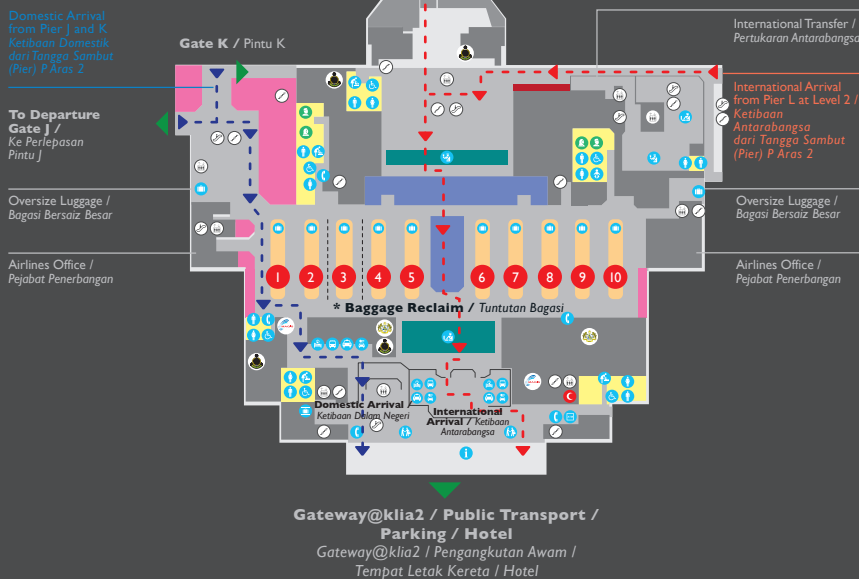 Domestic Arrival
from Pier J and K
Ketibaan Domestik
dari Tangga Sambut
(Pier) P Aras 2
Gate K / Pintu K
International Transfer /
Pertukaran Antarabangsa
International Arrival
from Pier L at Level 2 /
Ketibaan
Antarabangsa
dari Tangga Sambut
(Pier) P Aras 2
To Departure
Gate J /
Ke Perlepasan
Pintu J
Oversize Luggage /
Bagasi Bersaiz Besar
Oversize Luggage /
Bagasi Bersaiz Besar
Airlines Office /
Pejabat Penerbangan
Airlines Office /
Pejabat Penerbangan
1 2 3 4 5 6 7 8 9 10
* Baggage Reclaim / Tuntutan Bagasi
Domestic Arrival /
Ketibaan Dalam Negeri
International
Arrival / Ketibaan
Antarabangsa
Gateway@klia2 / Public Transport /
Parking / Hotel
Gateway@klia2 / Pengangkutan Awam /
Tempat Letak Kereta / Hotel